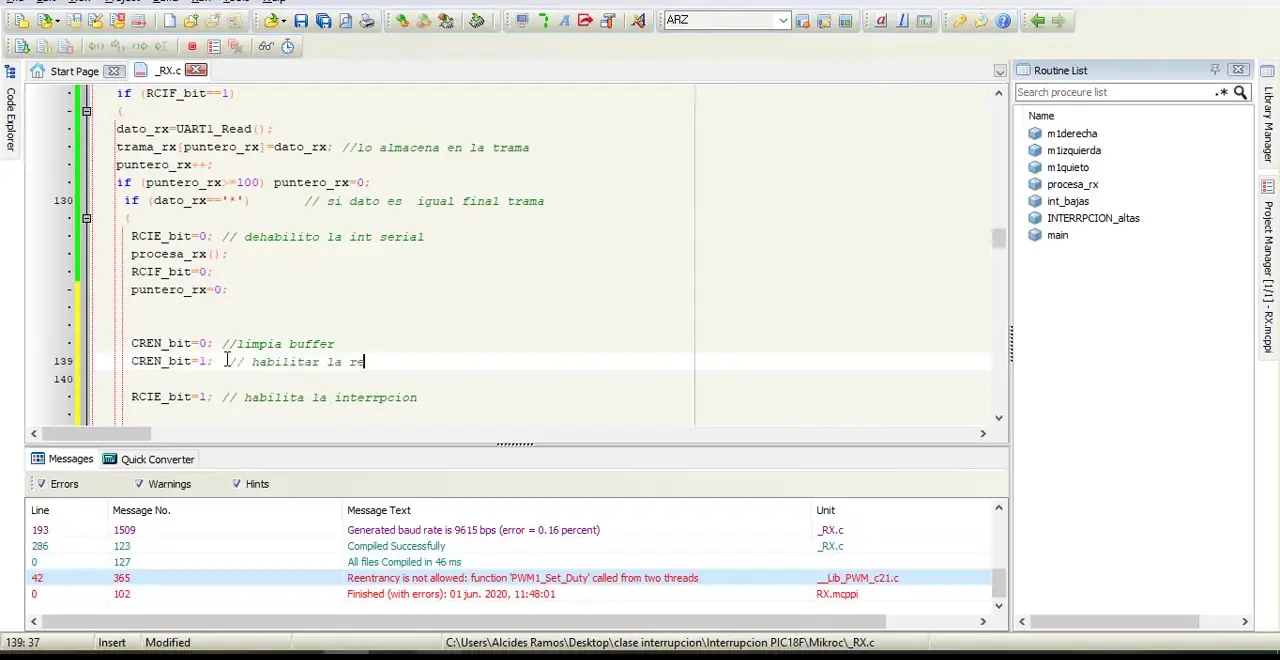 ARZ
Start Page
_RX.c
Routine List
Code Explorer
if (RCIF_bit==1)
{
dato_rx=UART1_Read();
trama_rx[puntero_rx]=dato_rx; //lo almacena en la trama
puntero_rx++;
if (puntero_rx>=100) puntero_rx=0;
130 if (dato_rx=='*') // si dato es igual final trama
{
RCIE_bit=0; // dehabilito la int serial
procesa_rx();
RCIF_bit=0;
puntero_rx=0;
CREN_bit=0; //limpia buffer
139 CREN_bit=1; // habilitar la re
140
RCIE_bit=1; // habilita la interrpcion
Search proceure list
Name
m1derecha
m1izquierda
m1quieto
procesa_rx
int_bajas
INTERRPCION_altas
main
Library Manager
Project Manager [1/1] - RX.mcppi
Messages
Quick Converter
Errors
Warnings
Hints
Line Message No. Message Text Unit
193 1509 Generated baud rate is 9615 bps (error = 0.16 percent) _RX.c
286 123 Compiled Successfully _RX.c
0 127 All files Compiled in 46 ms
42 365 Reentrancy is not allowed: function 'PWM1_Set_Duty' called from two threads __Lib_PWM_c21.c
0 102 Finished (with errors): 01 jun. 2020, 11:48:01 RX.mcppi
139: 37 Insert Modified C:\Users\Alcides Ramos\Desktop\clase interrupcion\Interrupcion PIC18F\Mikroc\_RX.c